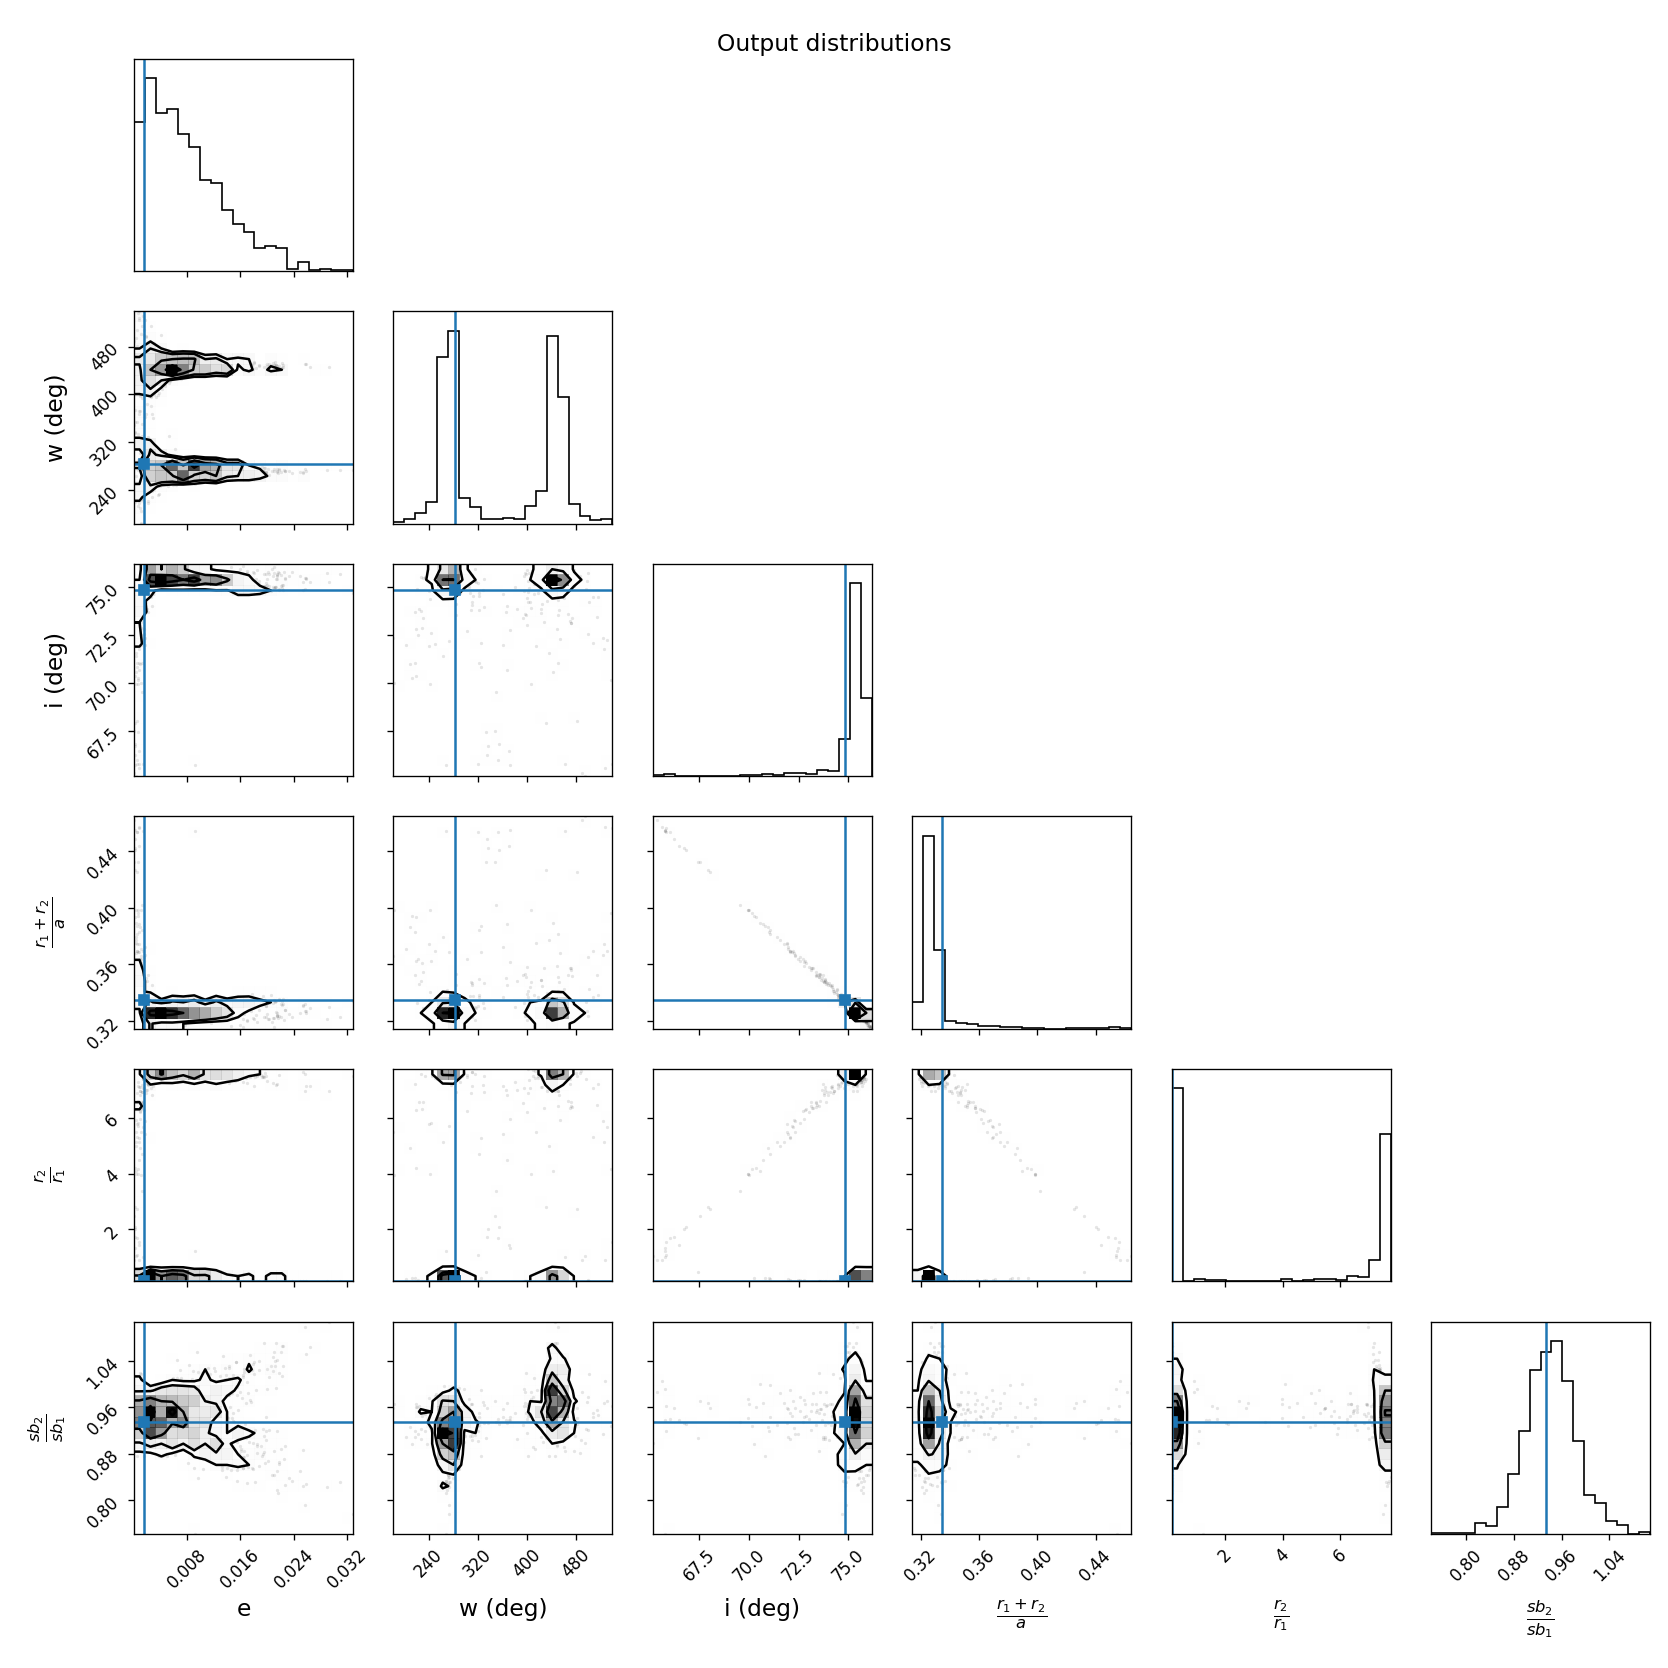 Output distributions
w (deg)
480
400
320
240
i (deg)
75.0
72.5
70.0
67.5
r1 + r2
a
0.44
0.40
0.36
0.32
r2
r1
6
4
2
sb2
sb1
1.04
0.96
0.88
0.80
0.008 0.016 0.024 0.032
240 320 400 480
67.5 70.0 72.5 75.0
0.32 0.36 0.40 0.44
2 4 6
0.80 0.88 0.96 1.04
e
w (deg)
i (deg)
r1 + r2
a
r2
r1
sb2
sb1